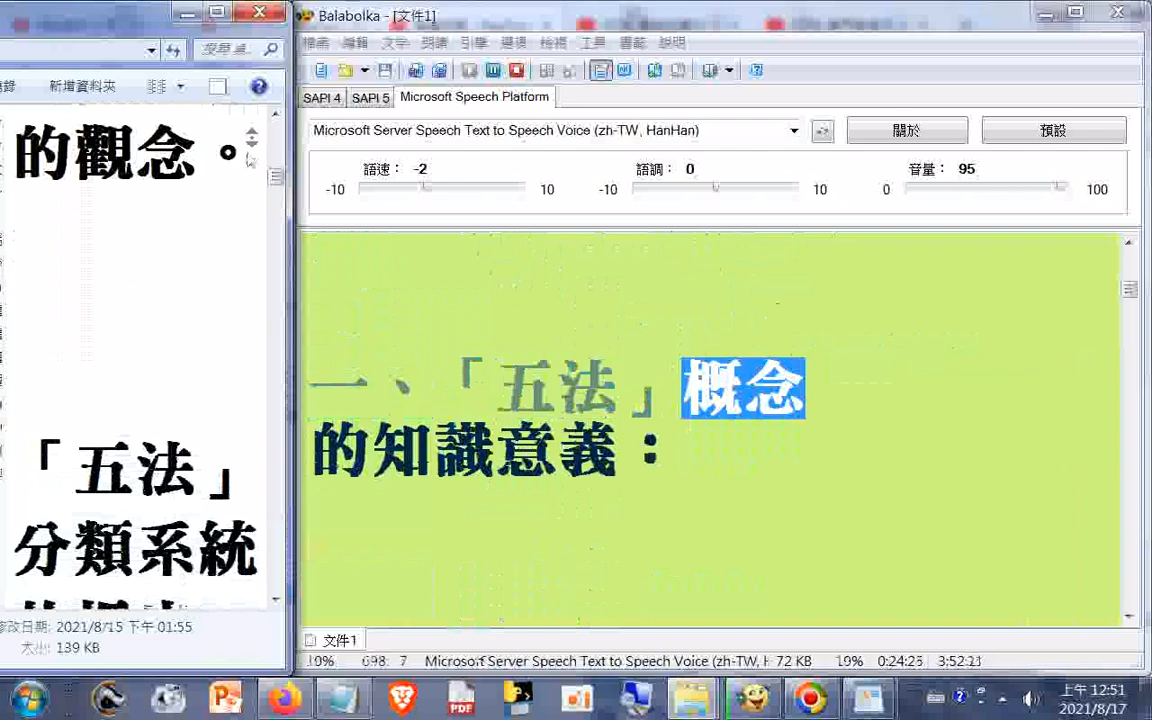 新增資料夾
的觀念。
「五法」
分類系統
修改日期: 2021/8/15 下午 01:55
大小: 139 KB
Balabolka - [文件1]
檔案 編輯 文字 朗讀 引擎 選項 檢視 工具 書籤 說明
SAPI 4 SAPI 5 Microsoft Speech Platform
Microsoft Server Speech Text to Speech Voice (zh-TW, HanHan)
關於 預設
語速： -2 語調： 0 音量： 95
-10 10 -10 10 0 100
一、「五法」概念
的知識意義：
文件1
19% 698: 7 Microsoft Server Speech Text to Speech Voice (zh-TW, H 72 KB 19% 0:24:25 3:52:21
上午 12:51
2021/8/17